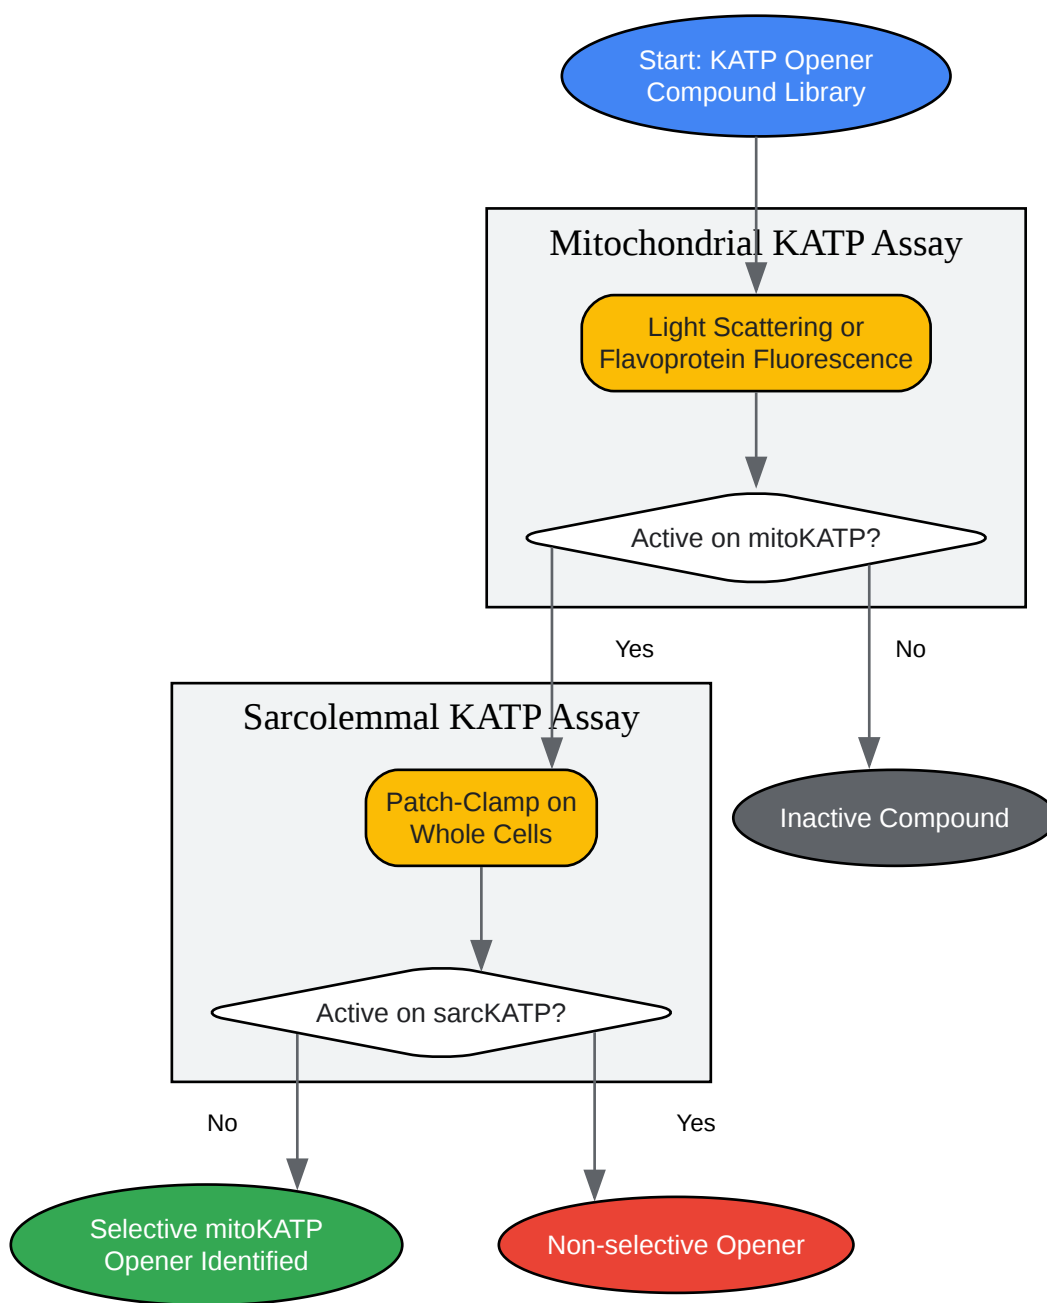 Start: KATP Opener
Compound Library
Mitochondrial KATP Assay
Light Scattering or
Flavoprotein Fluorescence
Active on mitoKATP?
Yes
No
Sarcolemmal KATP Assay
Patch-Clamp on
Whole Cells
Inactive Compound
Active on sarcKATP?
No
Yes
Selective mitoKATP
Opener Identified
Non-selective Opener